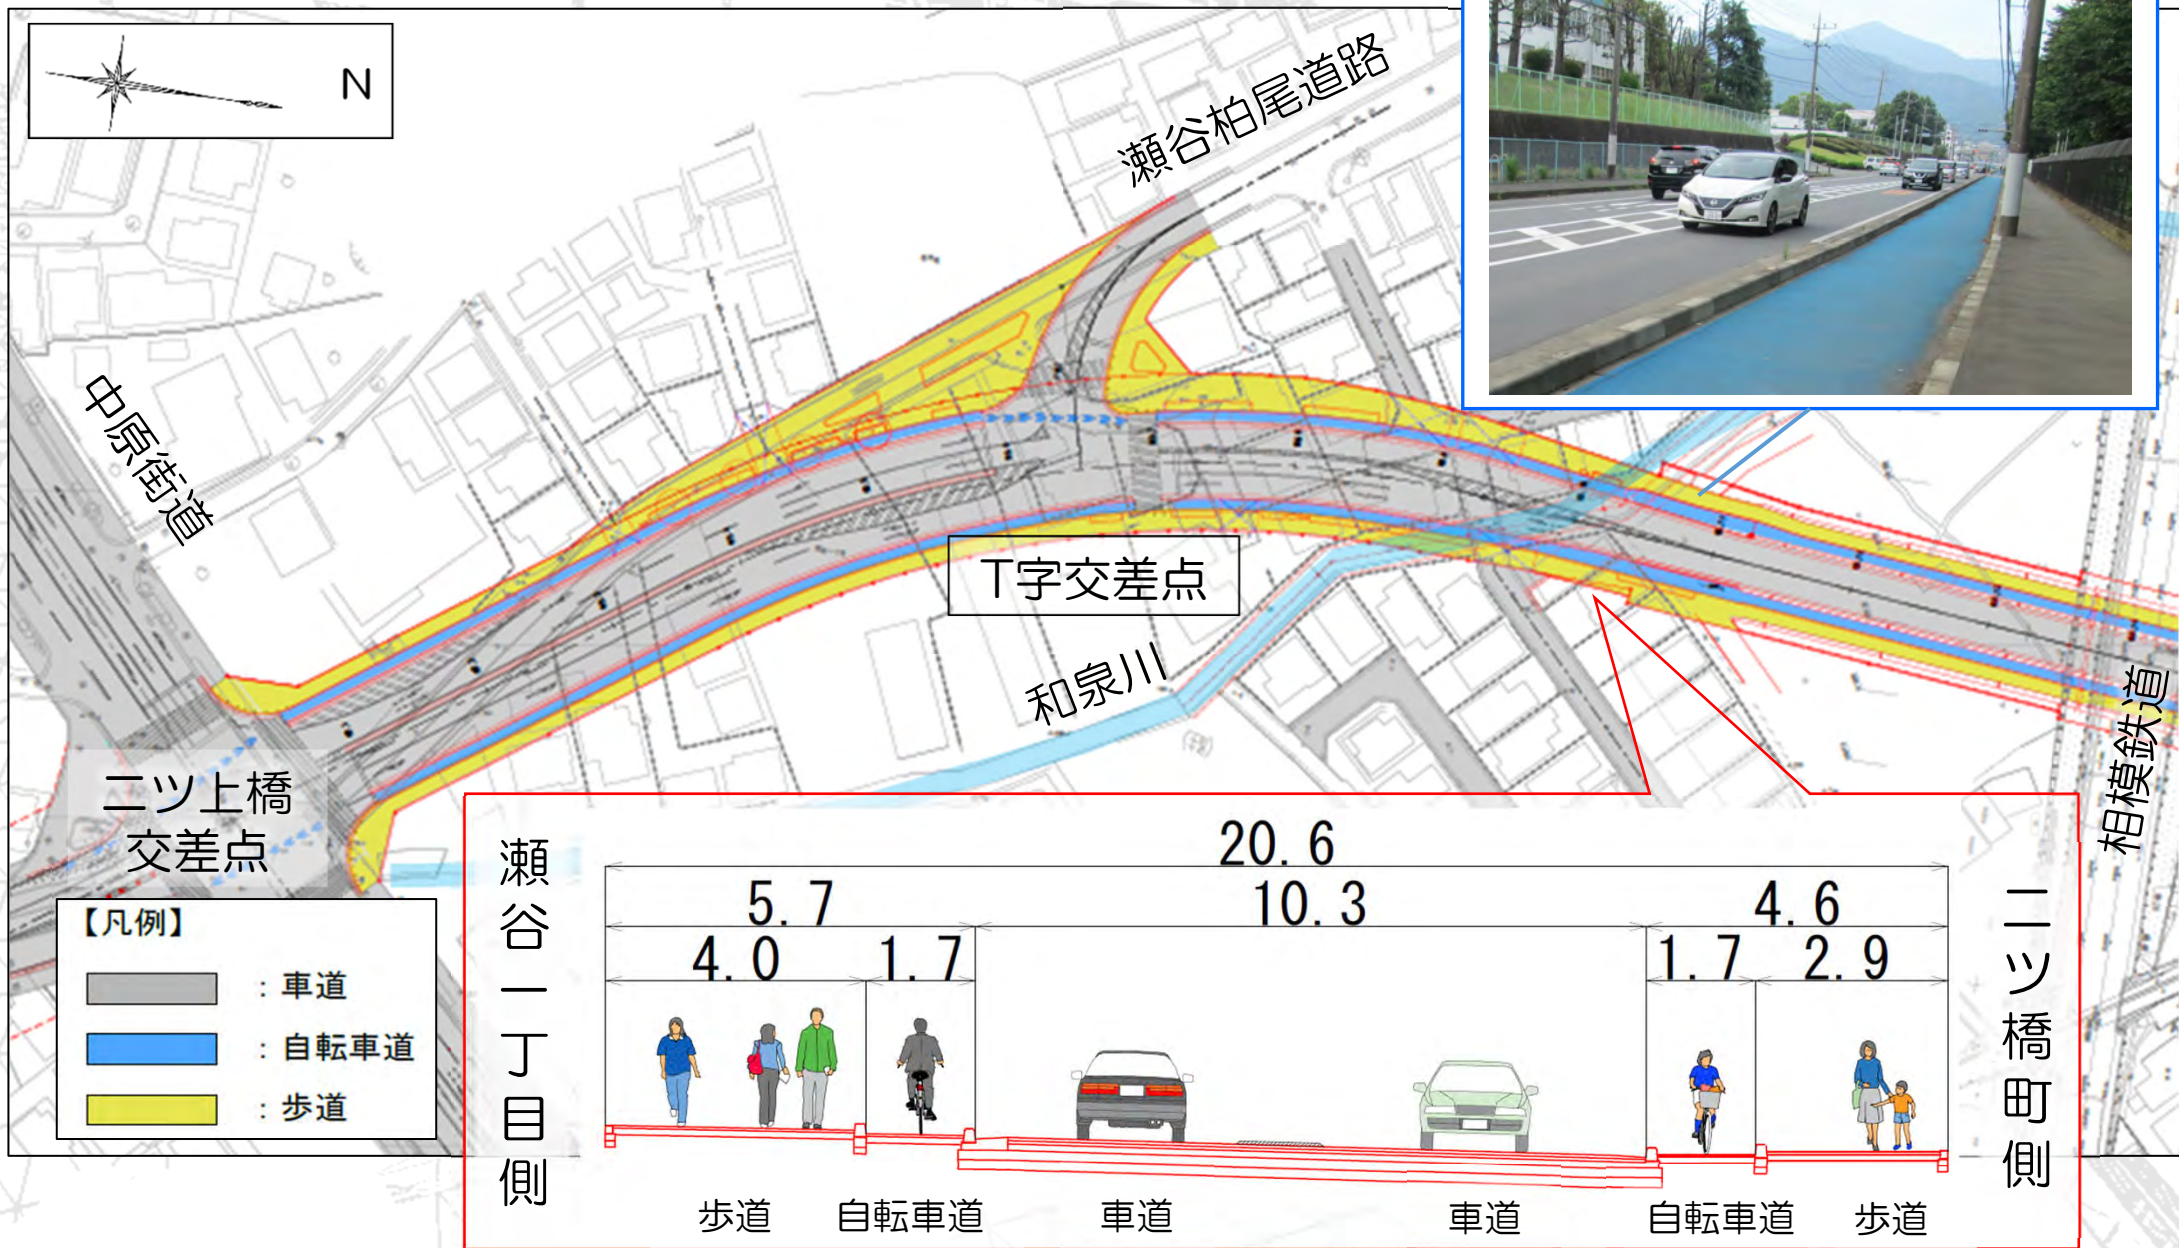 N
瀬谷柏尾道路
中原街道
T字交差点
和泉川
相模鉄道
二ツ上橋
交差点
【凡例】
：車道
：自転車道
：歩道
瀬谷一丁目側
20.6
5.7 10.3 4.6
4.0 1.7 1.7 2.9
二ツ橋町側
歩道 自転車道 車道 車道 自転車道 歩道